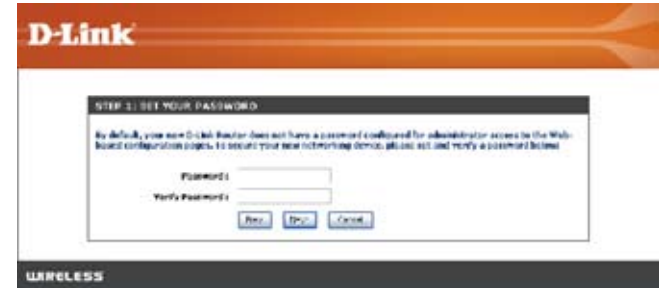 D-Link
STEP 1: SET YOUR PASSWORD
By default, your new D-Link Router does not have a password configured for administrator access to the Web-
based configuration pages. To secure your new networking device, please set and verify a password below:
Password :
Verify Password :
Prev Next Cancel
WIRELESS